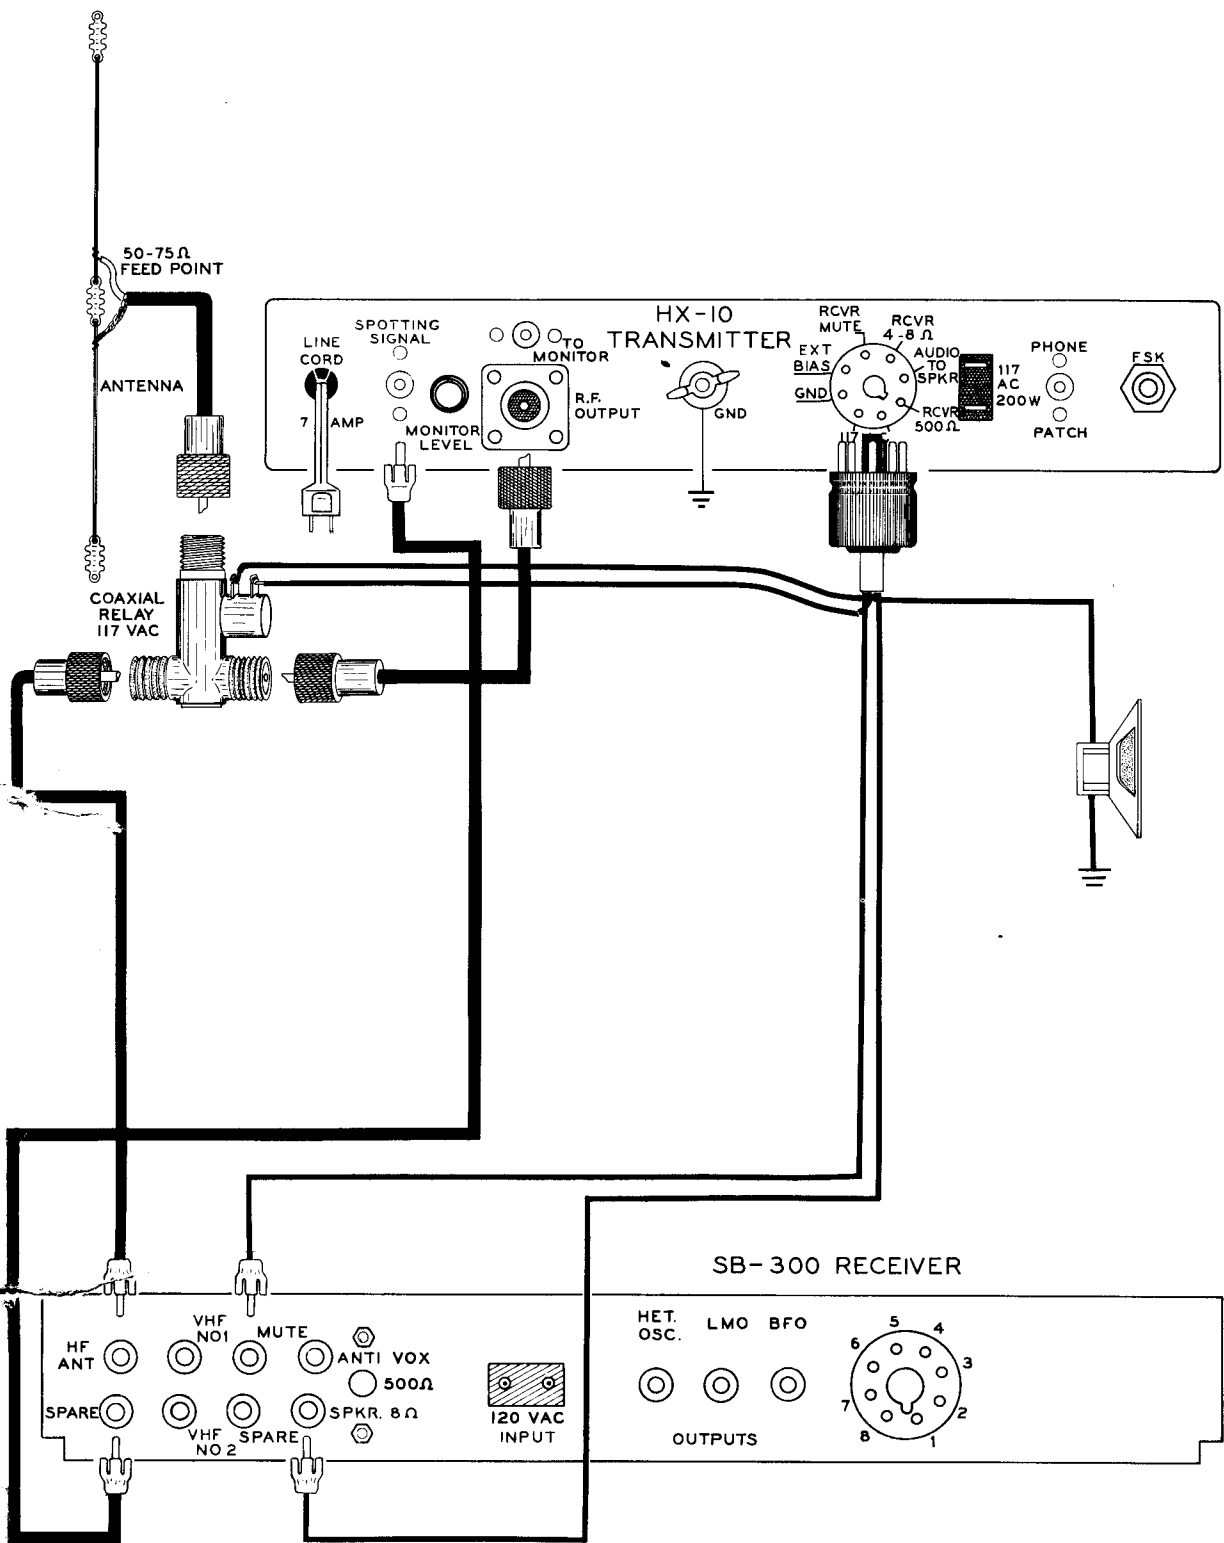 50-75Ω
FEED POINT
ANTENNA
HX-10
TRANSMITTER
LINE
CORD
7 AMP
SPOTTING
SIGNAL
MONITOR
LEVEL
TO
MONITOR
R.F.
OUTPUT
GND
RCVR
MUTE
RCVR
4-8 Ω
EXT
BIAS
AUDIO
TO
SPKR
GND
RCVR
500Ω
117
AC
200W
PHONE
PATCH
FSK
COAXIAL
RELAY
117 VAC
SB-300 RECEIVER
HF
ANT
VHF
NO1
MUTE
ANTI VOX
500Ω
SPARE
VHF
NO 2
SPARE
SPKR. 8Ω
120 VAC
INPUT
HET.
OSC.
LMO
BFO
OUTPUTS
5
4
6
3
7
2
8
1